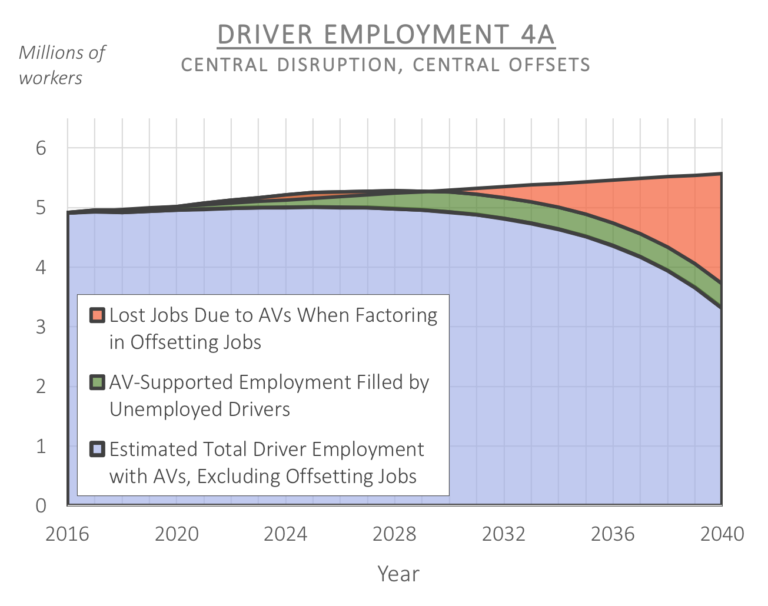 DRIVER EMPLOYMENT 4A
CENTRAL DISRUPTION, CENTRAL OFFSETS
Millions of
workers
6
5
4
3
2
1
0
Lost Jobs Due to AVs When Factoring
in Offsetting Jobs
AV-Supported Employment Filled by
Unemployed Drivers
Estimated Total Driver Employment
with AVs, Excluding Offsetting Jobs
2016 2020 2024 2028 2032 2036 2040
Year